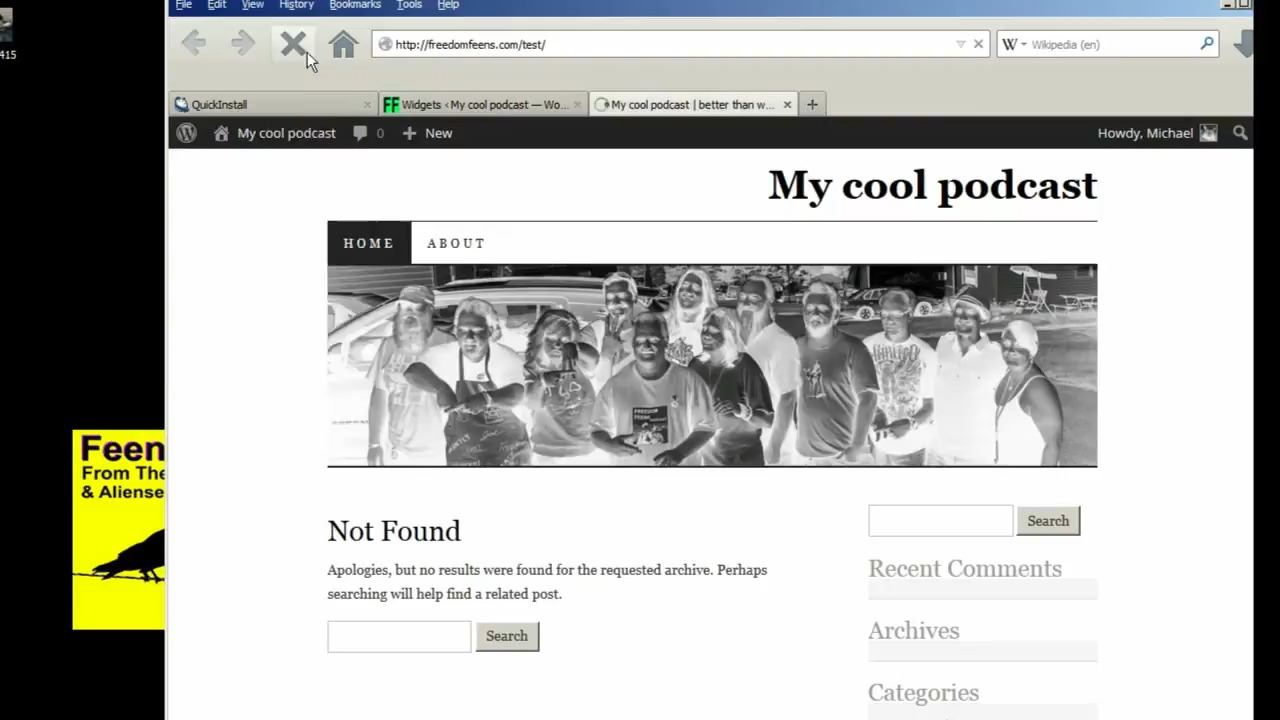 File Edit View History Bookmarks Tools Help
415
http://freedomfeens.com/test/
W Wikipedia (en)
QuickInstall
FF Widgets ‹ My cool podcast — Wo...
My cool podcast | better than w...
My cool podcast 0 + New
Howdy, Michael
My cool podcast
HOME ABOUT
FREEDOM
Feen
From The
& Aliense
Not Found
Apologies, but no results were found for the requested archive. Perhaps
searching will help find a related post.
Search
Search
Recent Comments
Archives
Categories